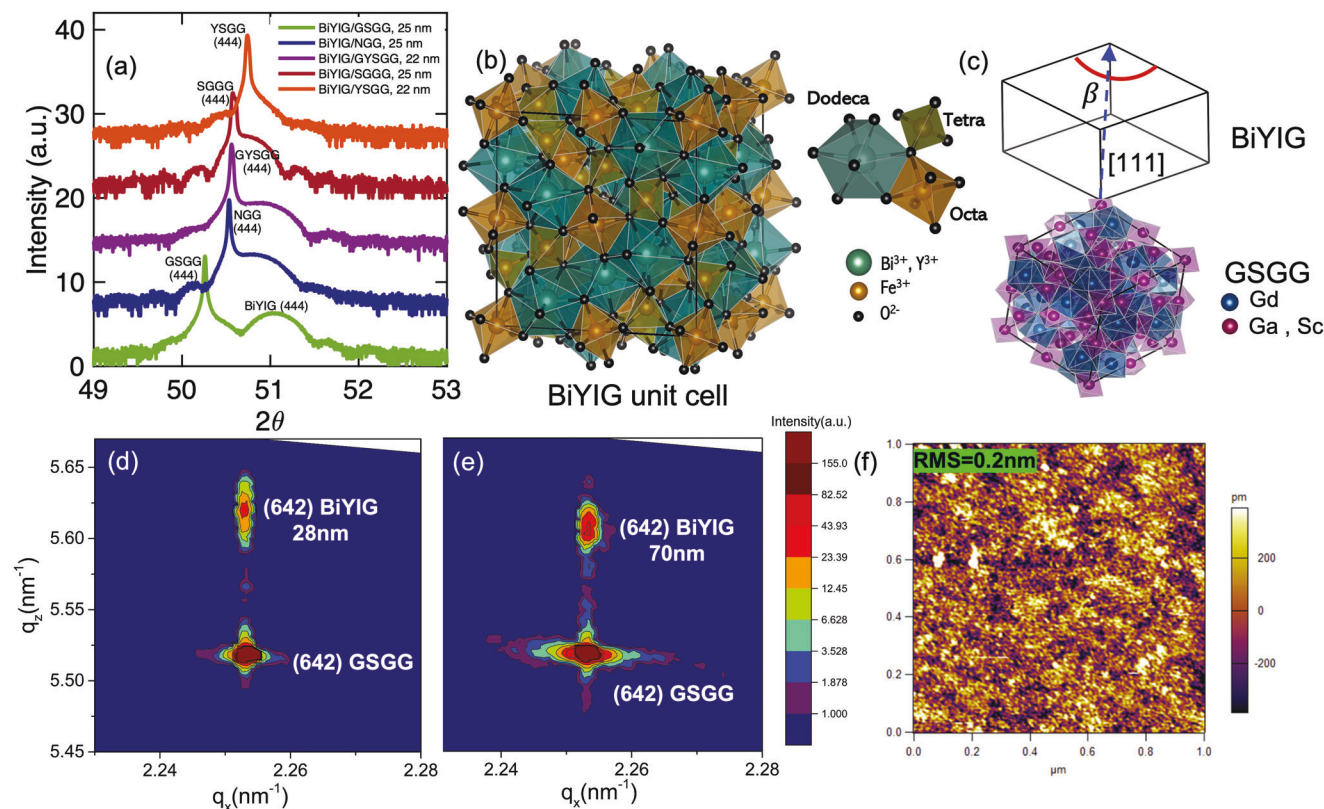 (a)
YSGG
(444)
SGGG
(444)
GYSGG
(444)
NGG
(444)
GSGG
(444)
BiYIG (444)
BiYIG/GSGG, 25 nm
BiYIG/NGG, 25 nm
BiYIG/GYSGG, 22 nm
BiYIG/SGGG, 25 nm
BiYIG/YSGG, 22 nm
Intensity (a.u.)
40
30
20
10
0
49 50 51 52 53
2θ
(b)
Dodeca
Tetra
Octa
Bi³⁺, Y³⁺
Fe³⁺
O²⁻
BiYIG unit cell
(c)
β
[111]
BiYIG
GSGG
Gd
Ga , Sc
(d)
(642) BiYIG
28nm
(642) GSGG
q_z(nm⁻¹)
5.65
5.60
5.55
5.50
5.45
2.24 2.26 2.28
q_x(nm⁻¹)
(e)
(642) BiYIG
70nm
(642) GSGG
2.24 2.26 2.28
q_x(nm⁻¹)
Intensity(a.u.)
155.0
82.52
43.93
23.39
12.45
6.628
3.528
1.878
1.000
(f)
RMS=0.2nm
1.0
0.8
0.6
0.4
0.2
0.0
0.0 0.2 0.4 0.6 0.8 1.0
µm
pm
200
0
-200